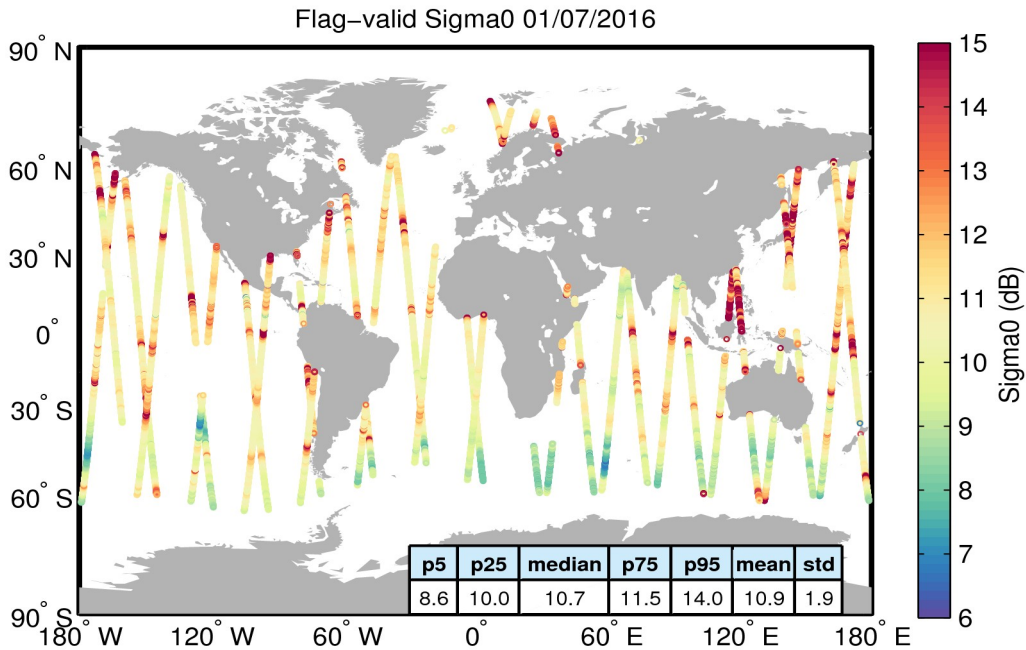 Flag−valid Sigma0 01/07/2016
90° N
60° N
30° N
0°
30° S
60° S
90° S
180° W
120° W
60° W
0°
60° E
120° E
180° E
p5 p25 median p75 p95 mean std
8.6 10.0 10.7 11.5 14.0 10.9 1.9
15
14
13
12
11
10
9
8
7
6
Sigma0 (dB)